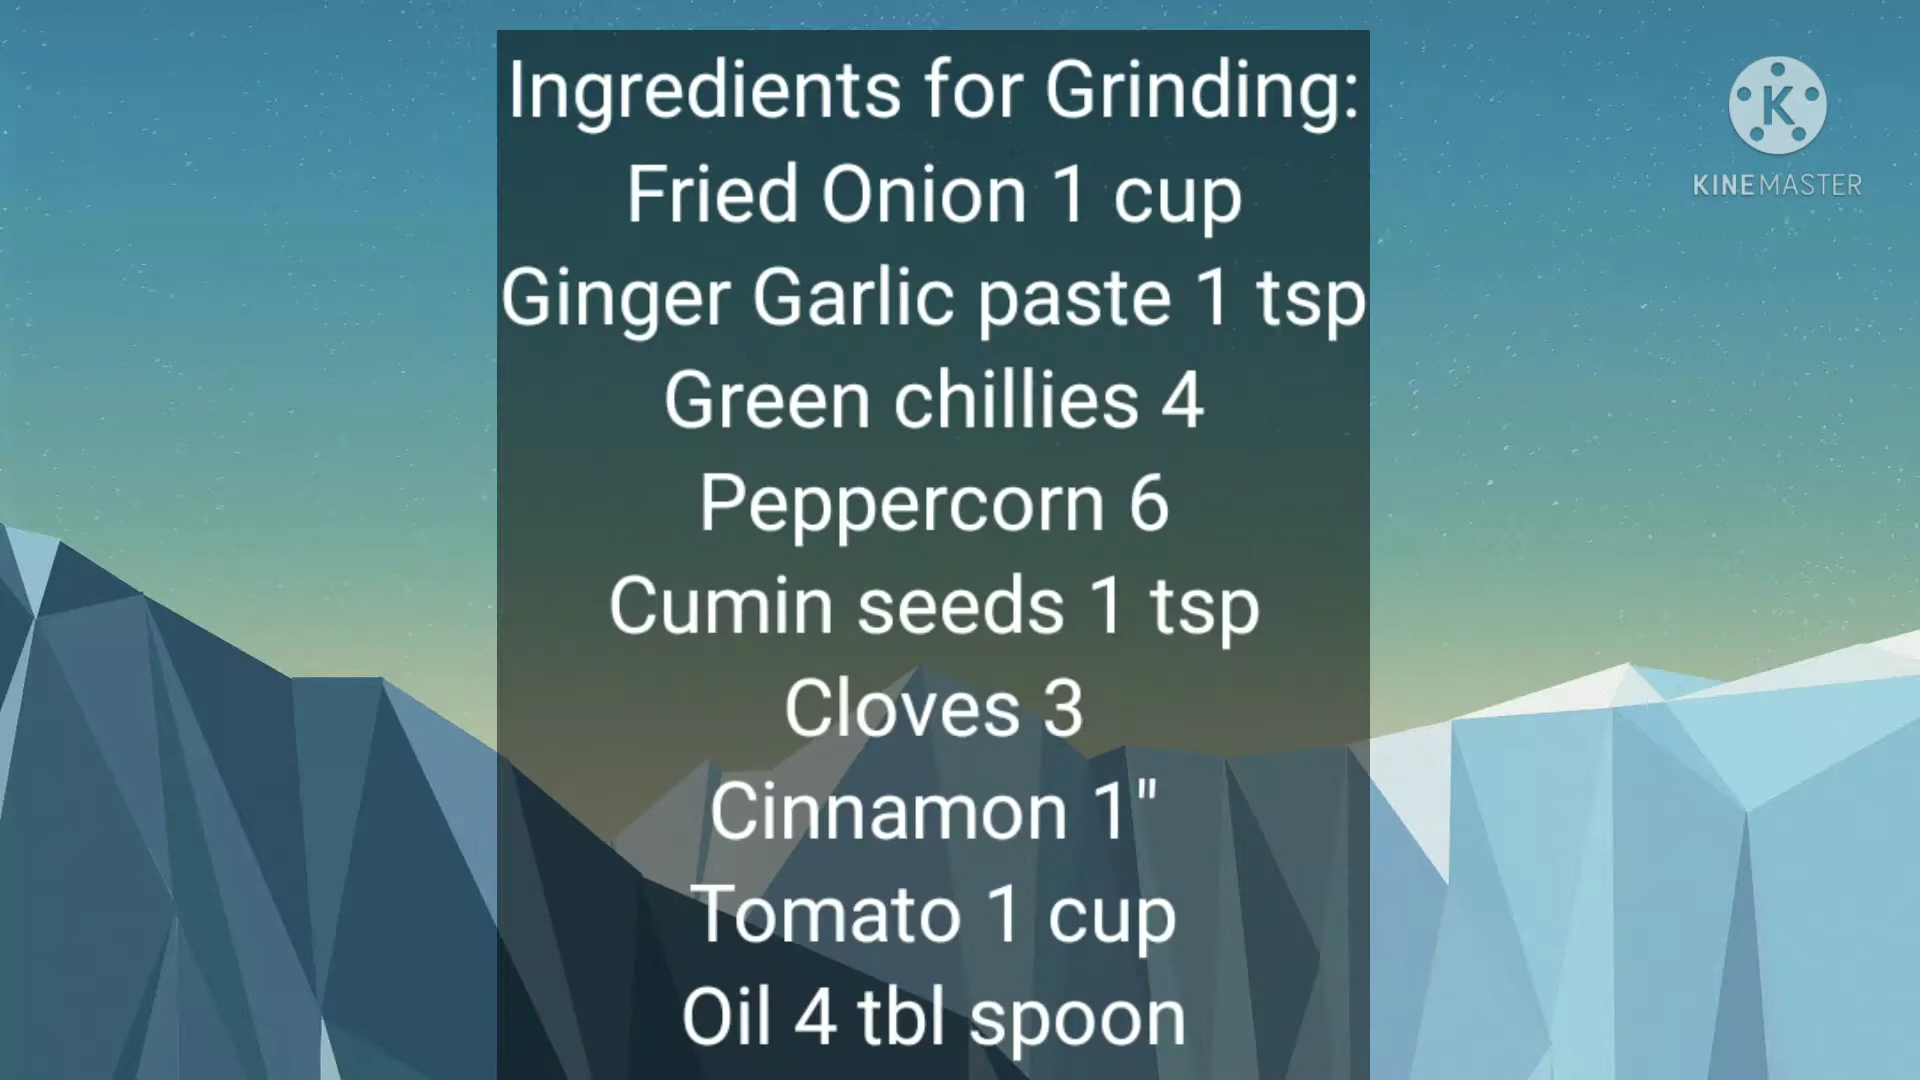 Ingredients for Grinding:
Fried Onion 1 cup
Ginger Garlic paste 1 tsp
Green chillies 4
Peppercorn 6
Cumin seeds 1 tsp
Cloves 3
Cinnamon 1"
Tomato 1 cup
Oil 4 tbl spoon
K
KINEMASTER